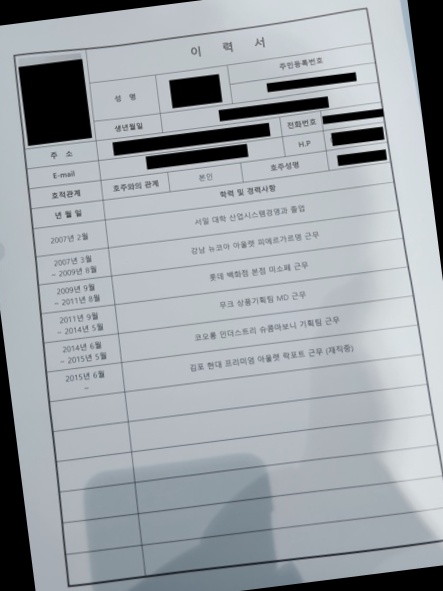 이 력 서
성 명
주민등록번호
생년월일
주 소
전화번호
E-mail
H.P
호적관계
호주와의 관계
본인
호주성명
년 월 일
학력 및 경력사항
2007년 2월
서일 대학 산업시스템경영과 졸업
2007년 3월
~ 2009년 8월
강남 뉴코아 아울렛 피에르가르뎅 근무
2009년 9월
~ 2011년 8월
롯데 백화점 본점 미소페 근무
2011년 9월
~ 2014년 5월
무크 상품기획팀 MD 근무
2014년 6월
~ 2015년 5월
코오롱 인더스트리 슈콤마보니 기획팀 근무
2015년 6월
~
김포 현대 프리미엄 아울렛 락포트 근무 (재직중)